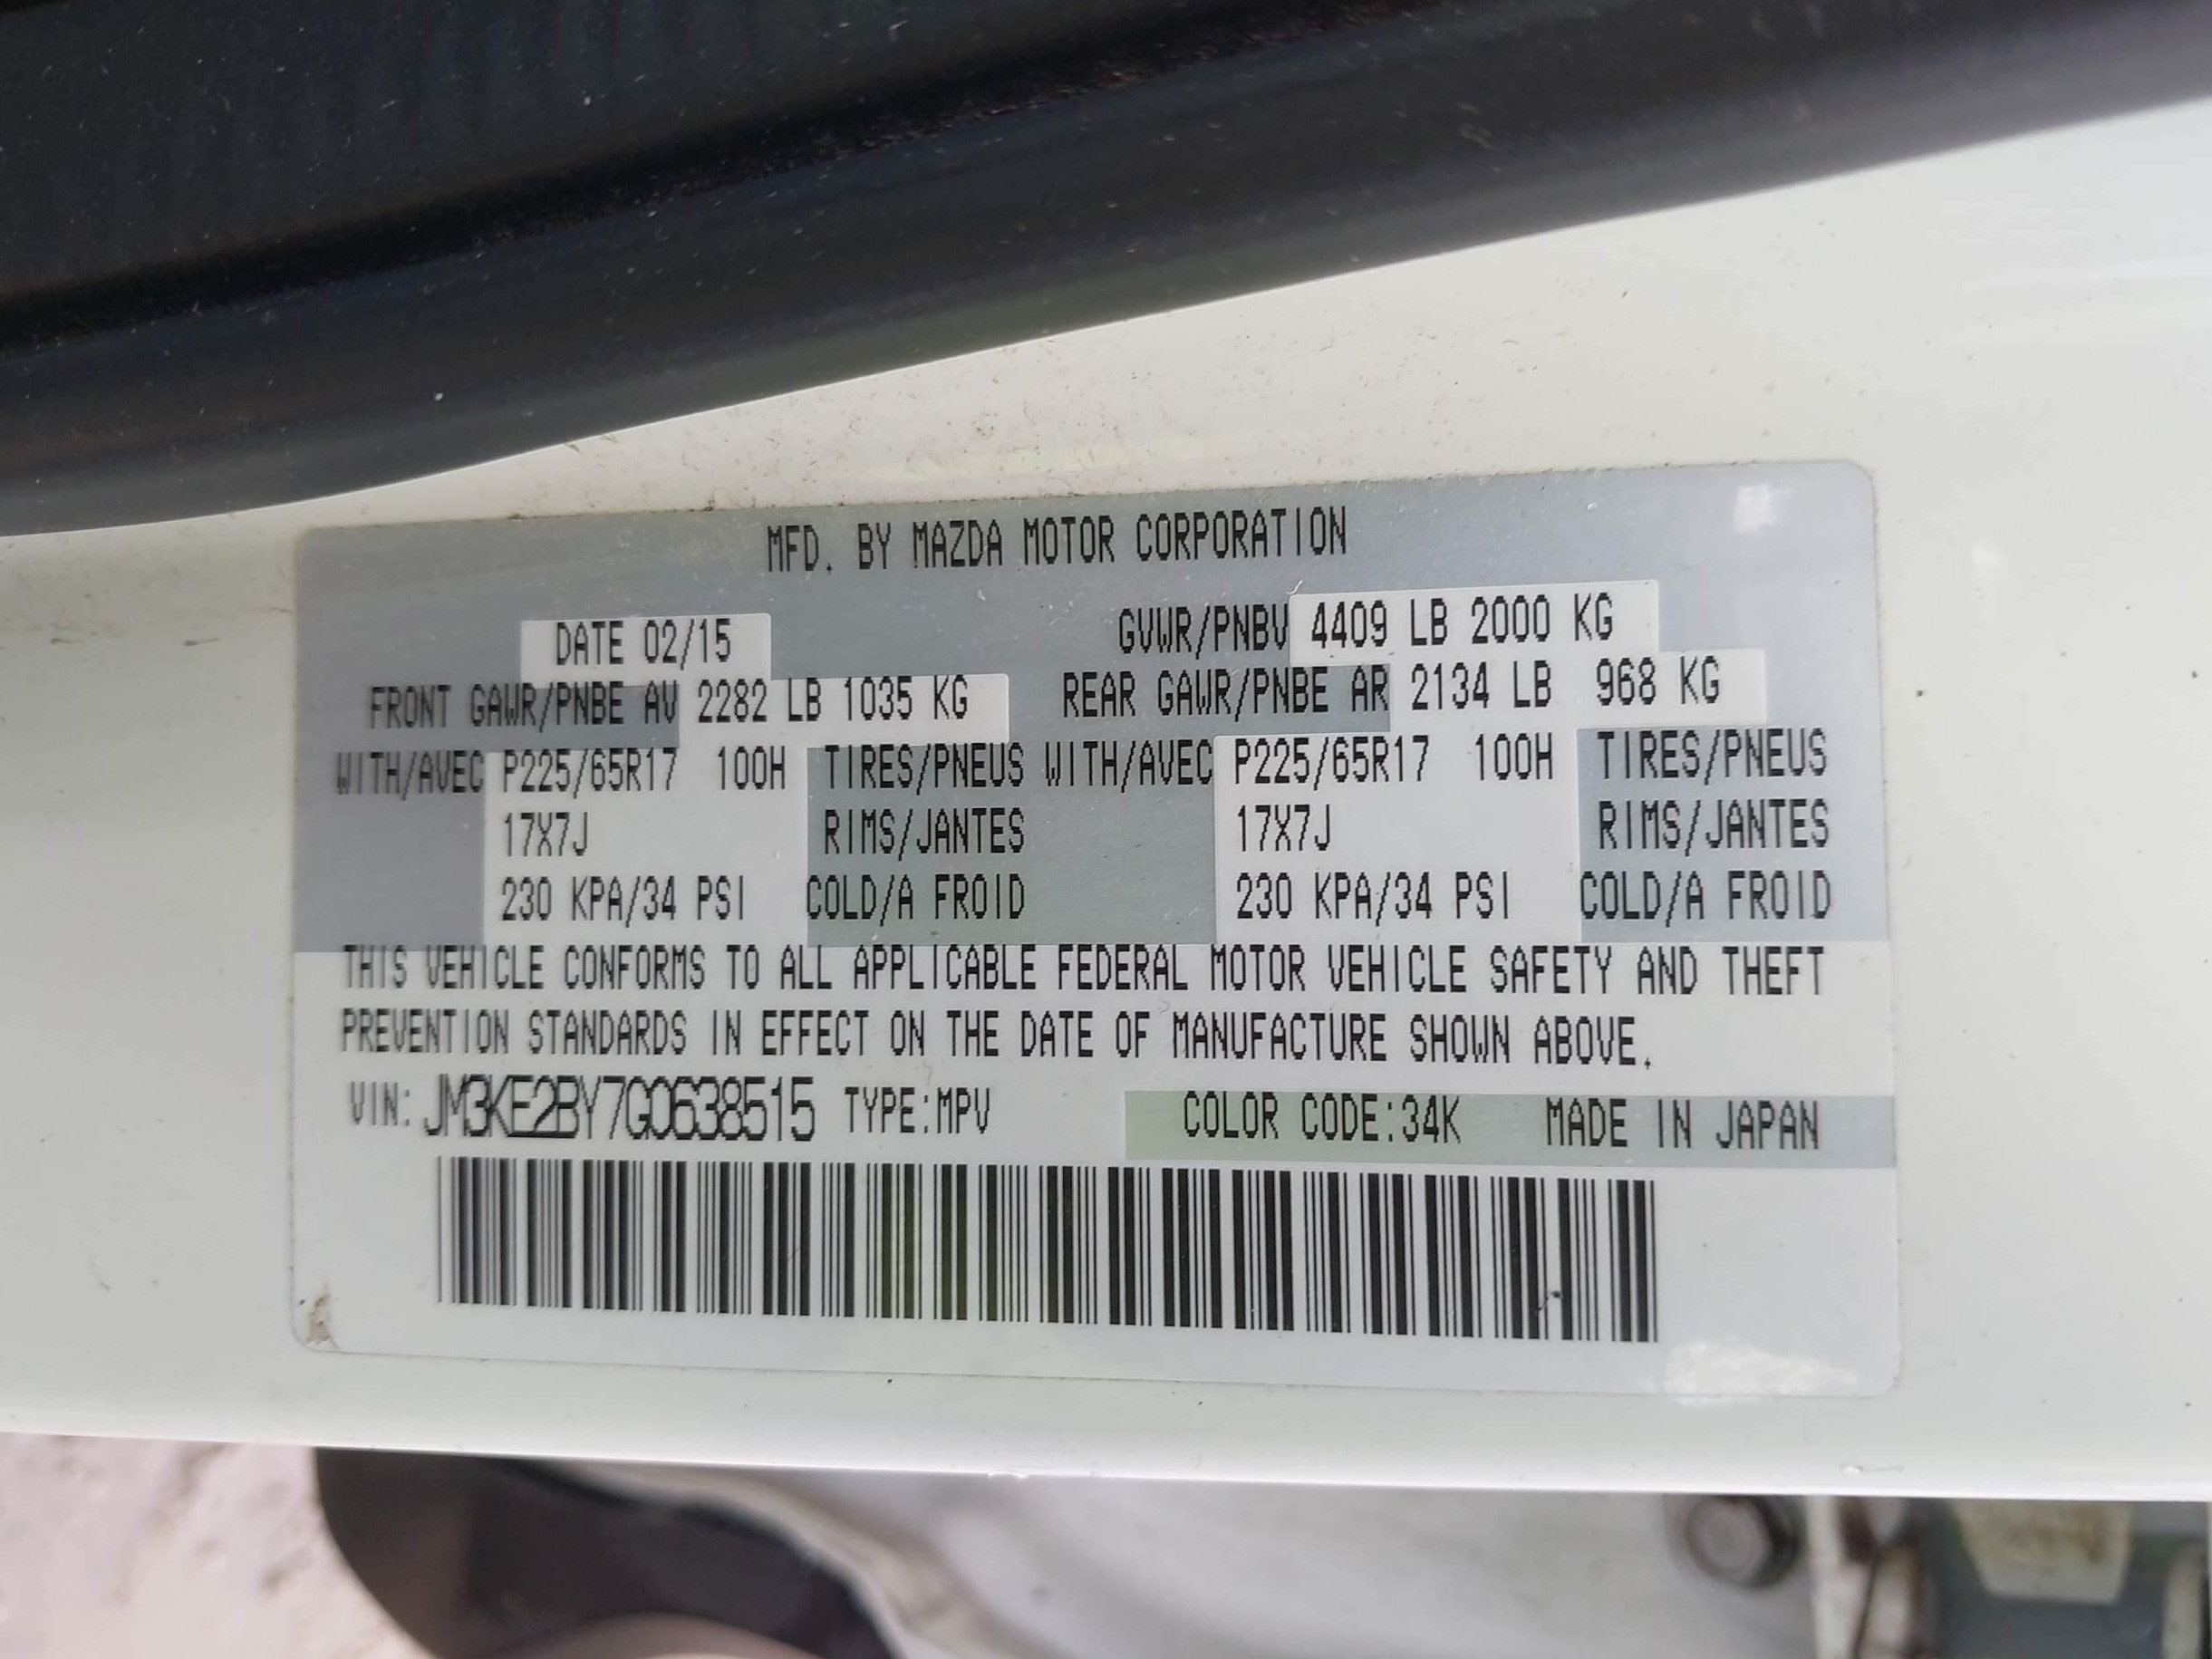 MFD. BY MAZDA MOTOR CORPORATION
DATE 02/15 GVWR/PNBV 4409 LB 2000 KG
FRONT GAWR/PNBE AV 2282 LB 1035 KG REAR GAWR/PNBE AR 2134 LB 968 KG
WITH/AVEC P225/65R17 100H TIRES/PNEUS WITH/AVEC P225/65R17 100H TIRES/PNEUS
17X7J RIMS/JANTES 17X7J RIMS/JANTES
230 KPA/34 PSI COLD/A FROID 230 KPA/34 PSI COLD/A FROID
THIS VEHICLE CONFORMS TO ALL APPLICABLE FEDERAL MOTOR VEHICLE SAFETY AND THEFT
PREVENTION STANDARDS IN EFFECT ON THE DATE OF MANUFACTURE SHOWN ABOVE.
VIN: JM3KE2BY7G0638515 TYPE:MPV COLOR CODE:34K MADE IN JAPAN